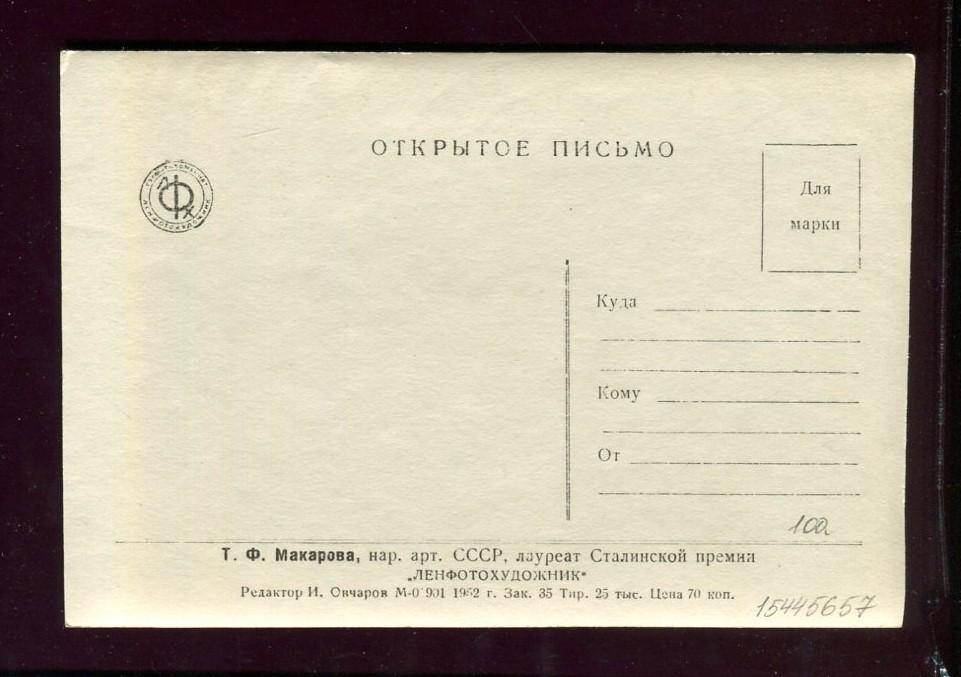 ОТКРЫТОЕ ПИСЬМО
Для
марки
Куда
Кому
От
100
Т. Ф. Макарова, нар. арт. СССР, лауреат Сталинской премии
„ЛЕНФОТОХУДОЖНИК“
Редактор И. Овчаров 1952 г. Зак. 35 Тир. 25 тыс. Цена 70 коп.
15445657